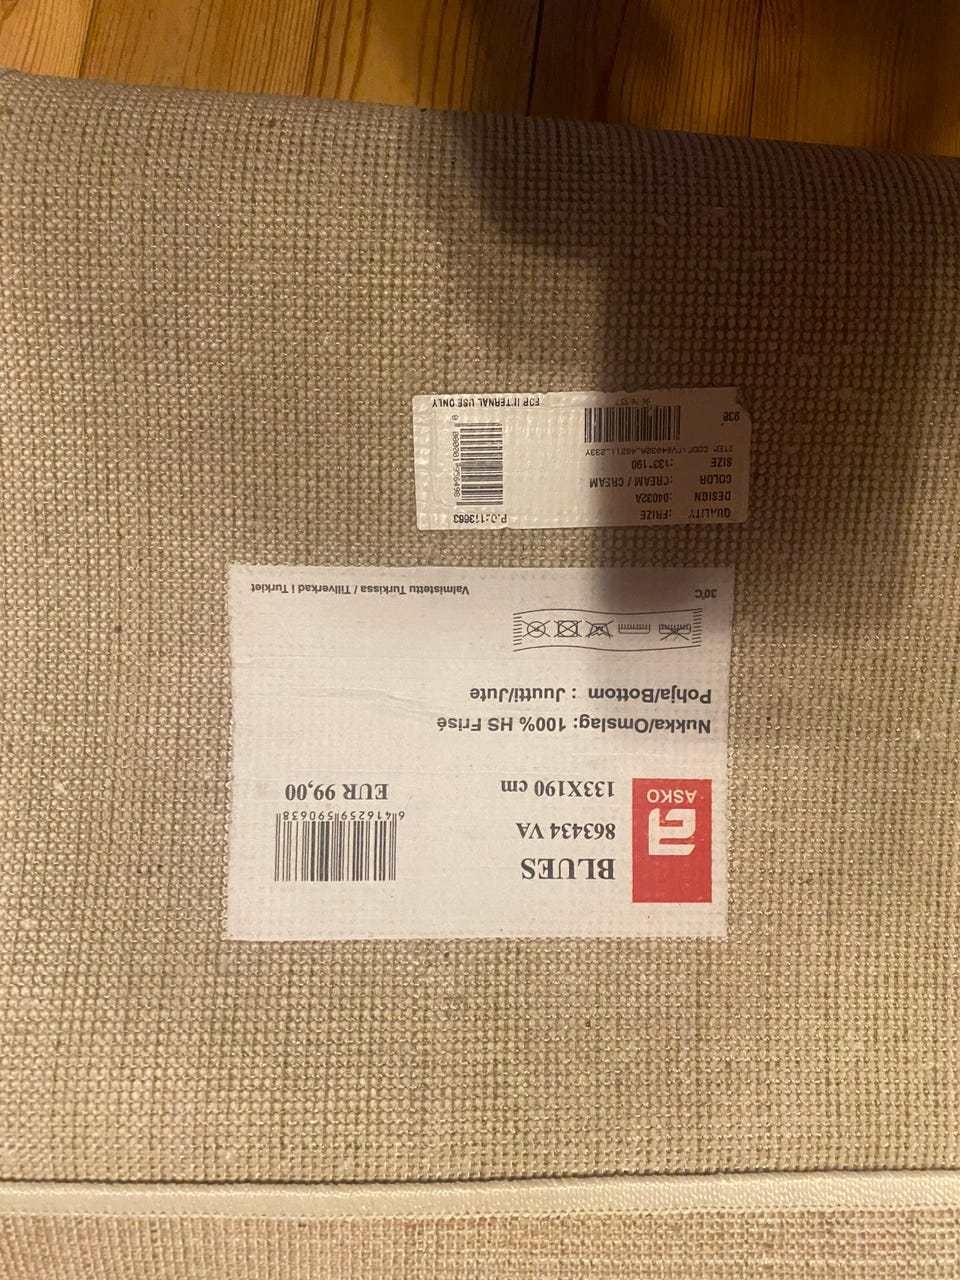 BLUES
863434 VA
133X190 cm
ASKO
6 416259 590638
EUR 99,00
Nukka/Omslag: 100% HS Frisé
Pohja/Bottom : Juutti/Jute
30°C
Valmistettu Turkissa / Tillverkad i Turkiet
QUALITY :FRIZE
DESIGN :04032A
COLOR :CREAM / CREAM
SIZE :133*190
938
P.O:113663
FOR INTERNAL USE ONLY